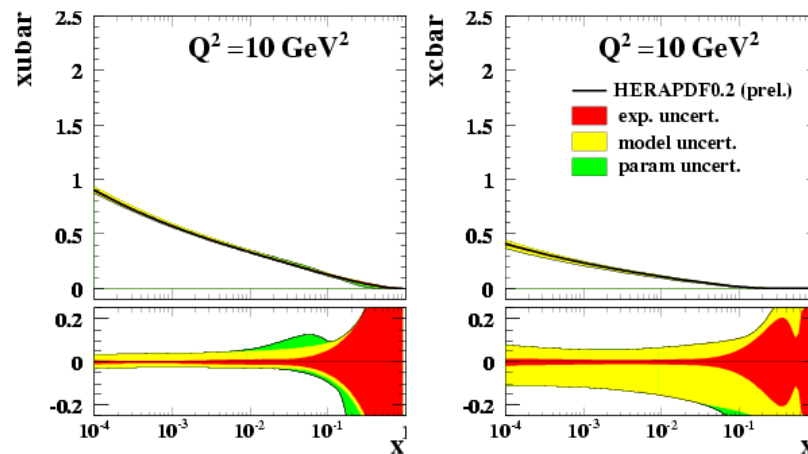 xubar
Q² =10 GeV²
2.5
2
1.5
1
0.5
0
0.2
0
-0.2
10⁻⁴
10⁻³
10⁻²
10⁻¹
1
x
xcbar
Q² =10 GeV²
HERAPDF0.2 (prel.)
exp. uncert.
model uncert.
param uncert.
2.5
2
1.5
1
0.5
0
0.2
0
-0.2
10⁻⁴
10⁻³
10⁻²
10⁻¹
x